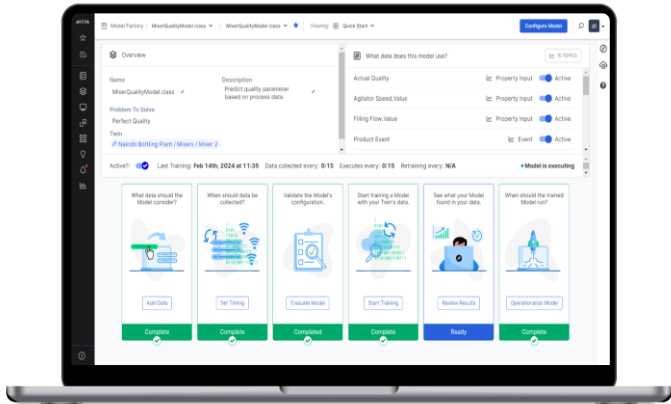 Model Factory / MixerQualityModel class / MixerQualityModel class Viewing: Quick Start
Configure Model
Overview
Name
MixerQualityModel class
Description
Predict quality parameter
based on process data
Problem To Solve
Perfect Quality
Twin
Nairobi Bottling Plant / Mixers / Mixer 2
What data does this model use?
15 TOPICS
Actual Quality Property Input Active
Agitator Speed.Value Property Input Active
Filling Flow.Value Property Input Active
Product Event Event Active
Active?: Last Training: Feb 14th, 2024 at 11:35 Data collected every: 0:15 Executes every: 0:15 Retraining every: N/A Model is executing
What data should the
Model consider?
Add Data
Complete
When should data be
collected?
Set Timing
Complete
Validate the Model's
configuration.
Evaluate Model
Completed
Start training a Model
with your Twin's data.
Start Training
Complete
See what your Model
found in your data.
Review Results
Ready
When should the trained
Model run?
Operationalize Model
Complete